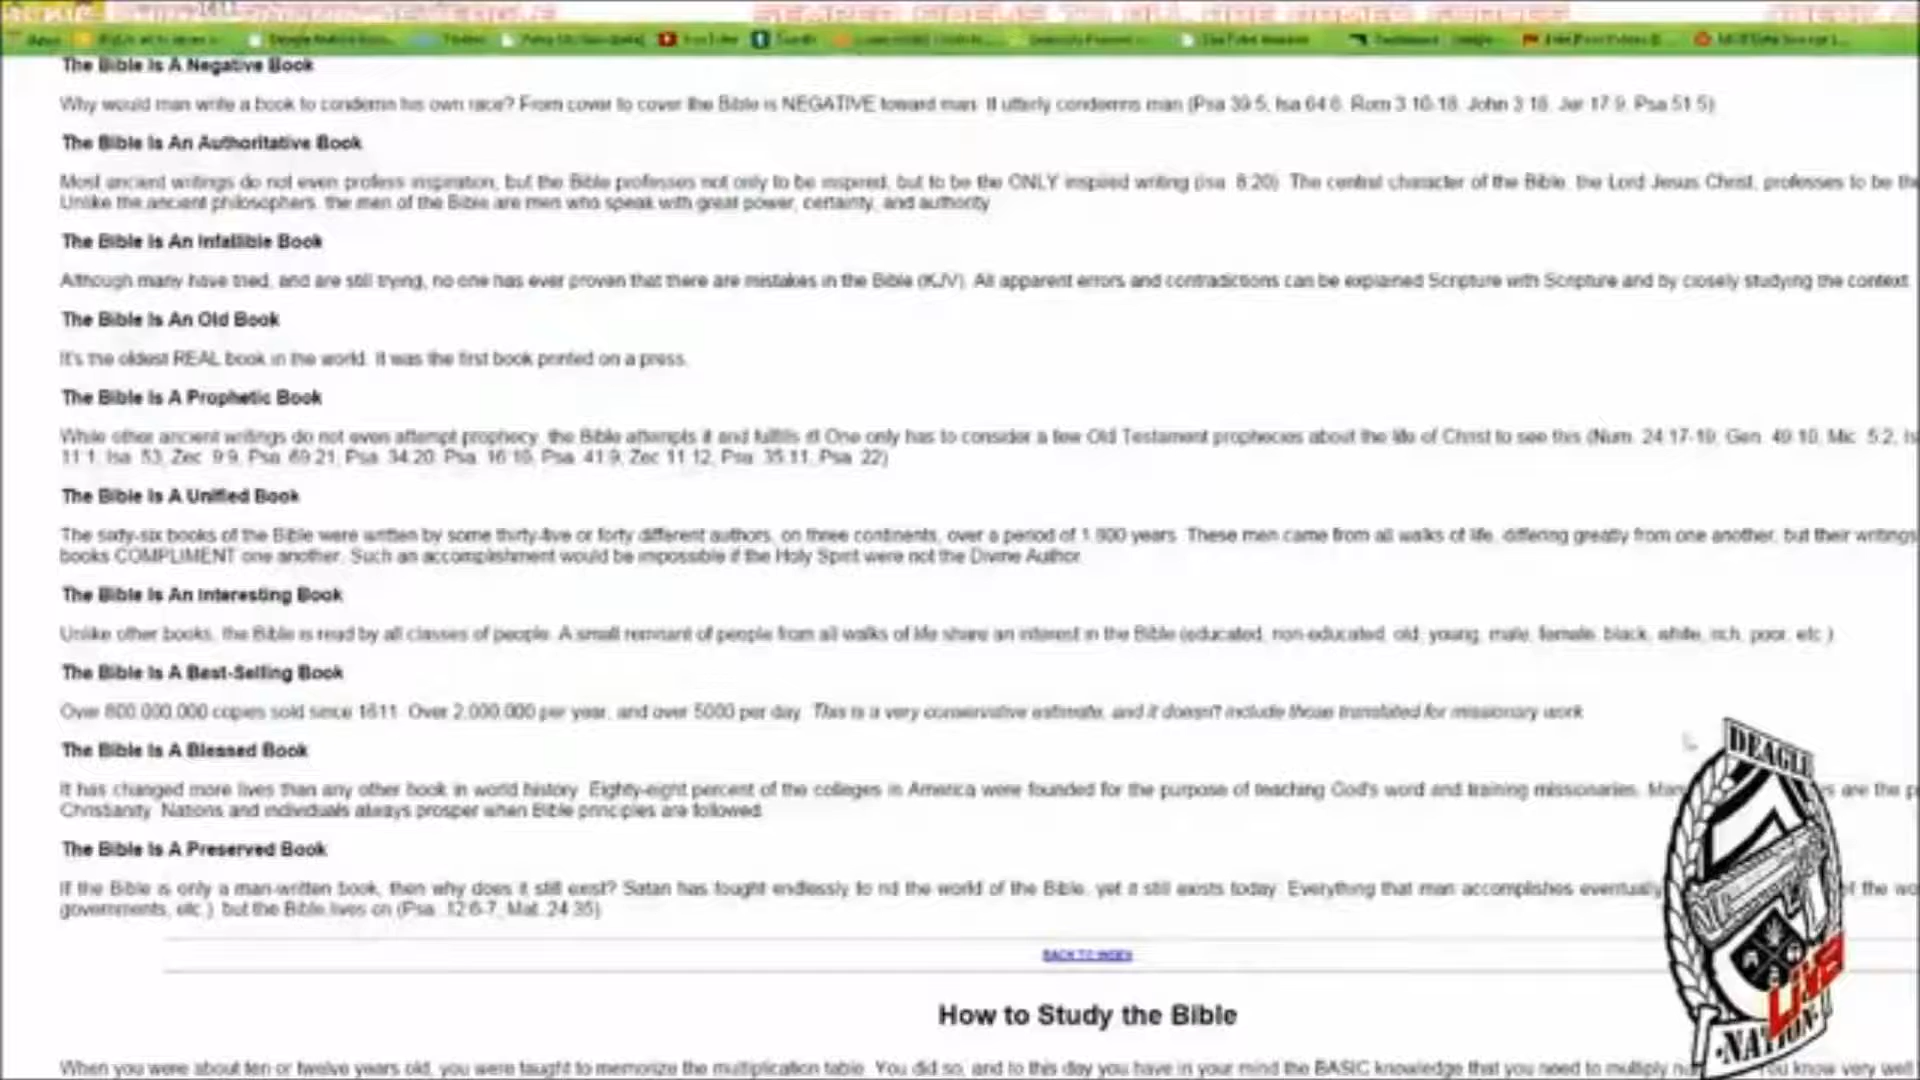 The Bible Is A Negative Book
Why would man write a book to condemn his own race? From cover to cover the Bible is NEGATIVE toward man. It utterly condemns man (Psa 39:5, Isa 64:6, Rom 3:10-18, John 3:18, Jer 17:9, Psa 51:5)
The Bible Is An Authoritative Book
Most ancient writings do not even profess inspiration, but the Bible professes not only to be inspired, but to be the ONLY inspired writing (Isa. 8:20). The central character of the Bible, the Lord Jesus Christ, professes to be the
Unlike the ancient philosophers, the men of the Bible are men who speak with great power, certainty, and authority
The Bible Is An Infallible Book
Although many have tried, and are still trying, no one has ever proven that there are mistakes in the Bible (KJV). All apparent errors and contradictions can be explained Scripture with Scripture and by closely studying the context.
The Bible Is An Old Book
It's the oldest REAL book in the world. It was the first book printed on a press.
The Bible Is A Prophetic Book
While other ancient writings do not even attempt prophecy, the Bible attempts it and fulfills it! One only has to consider a few Old Testament prophecies about the life of Christ to see this (Num. 24:17-19, Gen. 49:10, Mic. 5:2, Is
11:1, Isa. 53, Zec. 9:9, Psa. 69:21, Psa. 34:20, Psa. 16:10, Psa. 41:9, Zec 11:12, Psa. 35:11, Psa. 22)
The Bible Is A Unified Book
The sixty-six books of the Bible were written by some thirty-five or forty different authors, on three continents, over a period of years. These men came from all walks of life, differing greatly from one another, but their writings
books COMPLIMENT one another. Such an accomplishment would be impossible if the Holy Spirit were not the Divine Author.
The Bible Is An Interesting Book
Unlike other books, the Bible is read by all classes of people. A small remnant of people from all walks of life share an interest in the Bible (educated, non-educated, old, young, male, female, black, white, rich, poor, etc.)
The Bible Is A Best-Selling Book
Over 800,000,000 copies sold since 1611. Over 2,000,000 per year, and over 5000 per day. This is a very conservative estimate, and it doesn't include those translated for missionary work.
The Bible Is A Blessed Book
It has changed more lives than any other book in world history. Eighty-eight percent of the colleges in America were founded for the purpose of teaching God's word and training missionaries. are the
Christianity. Nations and individuals always prosper when Bible principles are followed.
The Bible Is A Preserved Book
If the Bible is only a man-written book, then why does it still exist? Satan has fought endlessly to rid the world of the Bible, yet it still exists today. Everything that man accomplishes eventually the
governments, etc.) but the Bible lives on (Psa. 12:6-7, Mat. 24:35)
BACK TO INDEX
How to Study the Bible
When you were about ten or twelve years old, you were taught to memorize the multiplication table. You did so, and to this day you have in your mind the BASIC knowledge that you need to multiply know very well
DEAGLE
NATION
LIVE